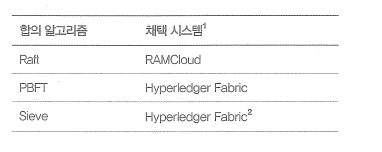 합의 알고리즘 채택 시스템1
Raft RAMCloud
PBFT Hyperledger Fabric
Sieve Hyperledger Fabric2